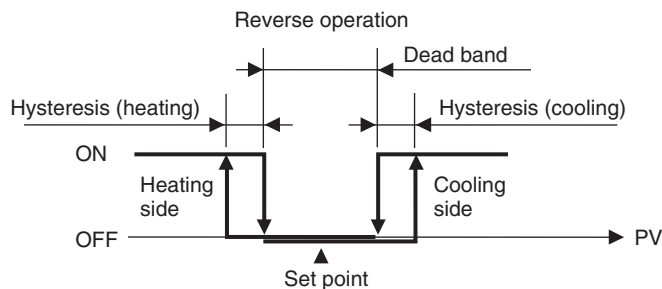 Reverse operation
Dead band
Hysteresis (heating)
Hysteresis (cooling)
ON
Heating
side
Cooling
side
OFF
PV
Set point